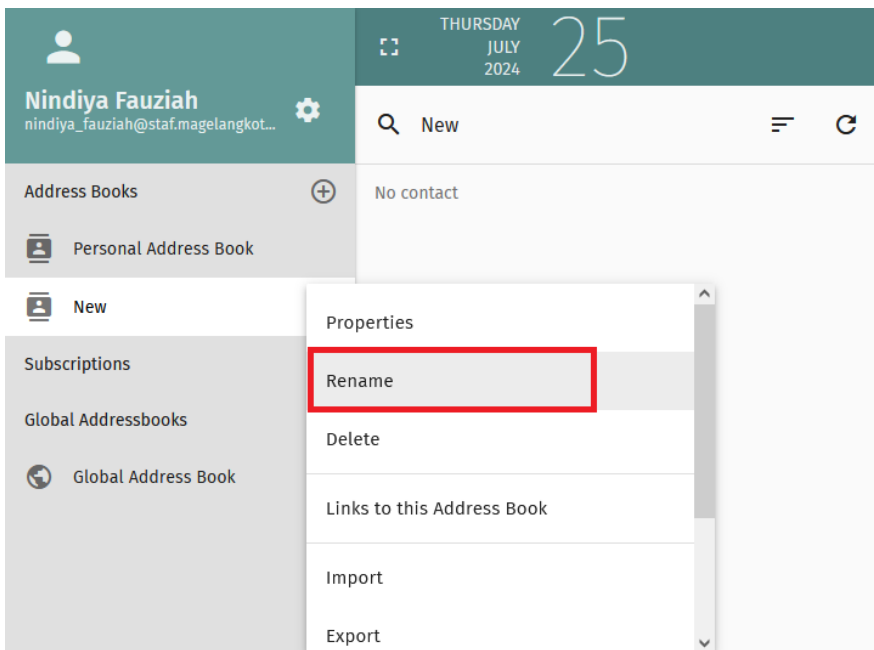 Nindiya Fauziah
nindiya_fauziah@staf.magelangkot...
Address Books
Personal Address Book
New
Subscriptions
Global Addressbooks
Global Address Book
THURSDAY
JULY
2024
25
New
No contact
Properties
Rename
Delete
Links to this Address Book
Import
Export